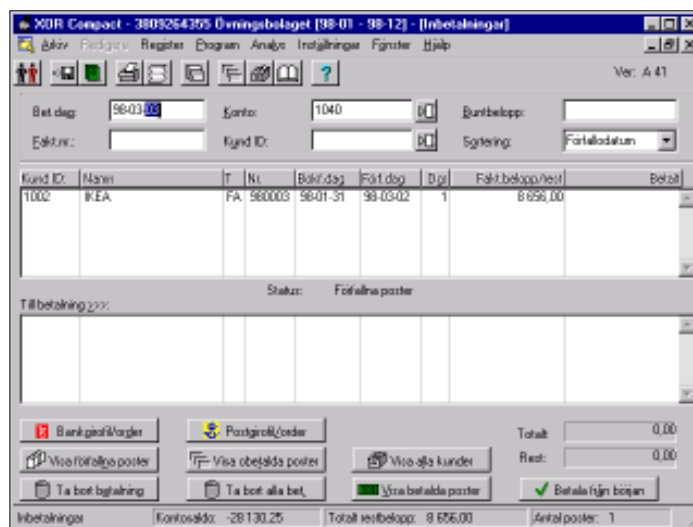 XOR Compact - 3809264355 Övningsbolaget [98-01 - 98-12] - [Inbetalningar]
Arkiv Redigera Register Program Analys Inställningar Fönster Hjälp
Ver: A 41
Bet.dag: 98-03-03 Konto: 1040 Buntbelopp:
Fakt.nr: Kund ID: Sortering: Förfallodatum
Kund ID: Namn T Nr. Bokf.dag Förf.dag Dgr Fakt.belopp/rest Betalt
1002 IKEA FA 980003 98-01-31 98-03-02 1 8 656,00
Status: Förfallna poster
Till betalning >>>:
Bankgirofil/order Postgirofil/order Totalt: 0,00
Visa förfallna poster Visa obetalda poster Visa alla kunder Rest: 0,00
Ta bort betalning Ta bort alla bet. Visa betalda poster Betala från början
Inbetalningar Kontosaldo: -28 130,25 Totalt restbelopp: 8 656,00 Antal poster: 1